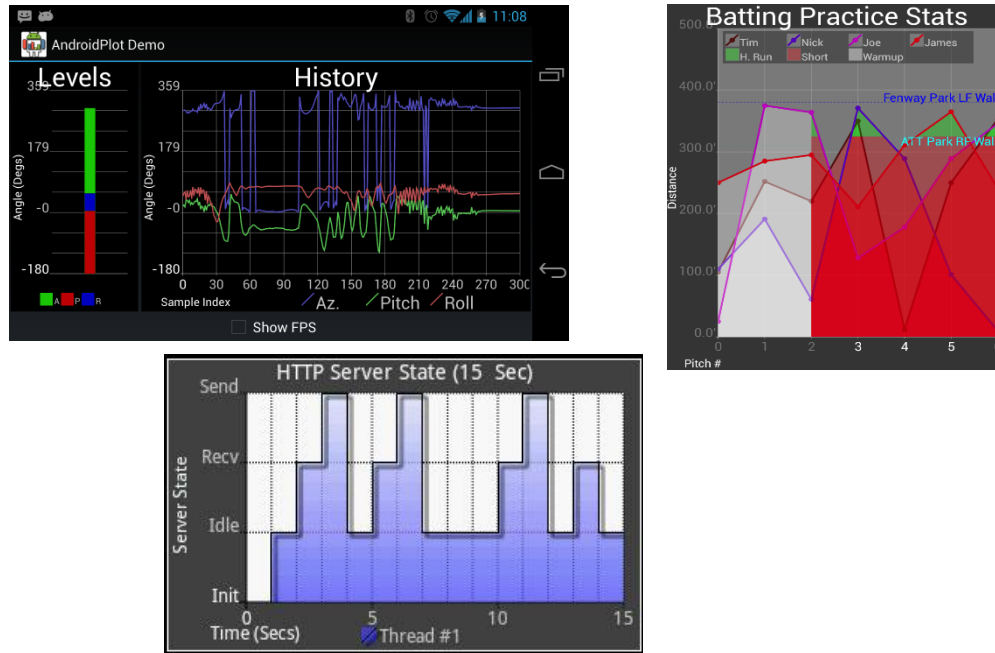 11:08
AndroidPlot Demo
Levels
History
359
179
-0
-180
Angle (Degs)
A P R
359
179
-0
-180
Angle (Degs)
0 30 60 90 120 150 180 210 240 270 300
Sample Index
Az. Pitch Roll
Show FPS
Batting Practice Stats
Tim Nick Joe James
H. Run Short Warmup
500.0'
400.0'
300.0'
200.0'
100.0'
0.0'
Distance
Fenway Park LF Wal
ATT Park RF Wall
0 1 2 3 4 5
Pitch #
HTTP Server State (15 Sec)
Send
Recv
Idle
Init
Server State
0 5 10 15
Time (Secs)
Thread #1